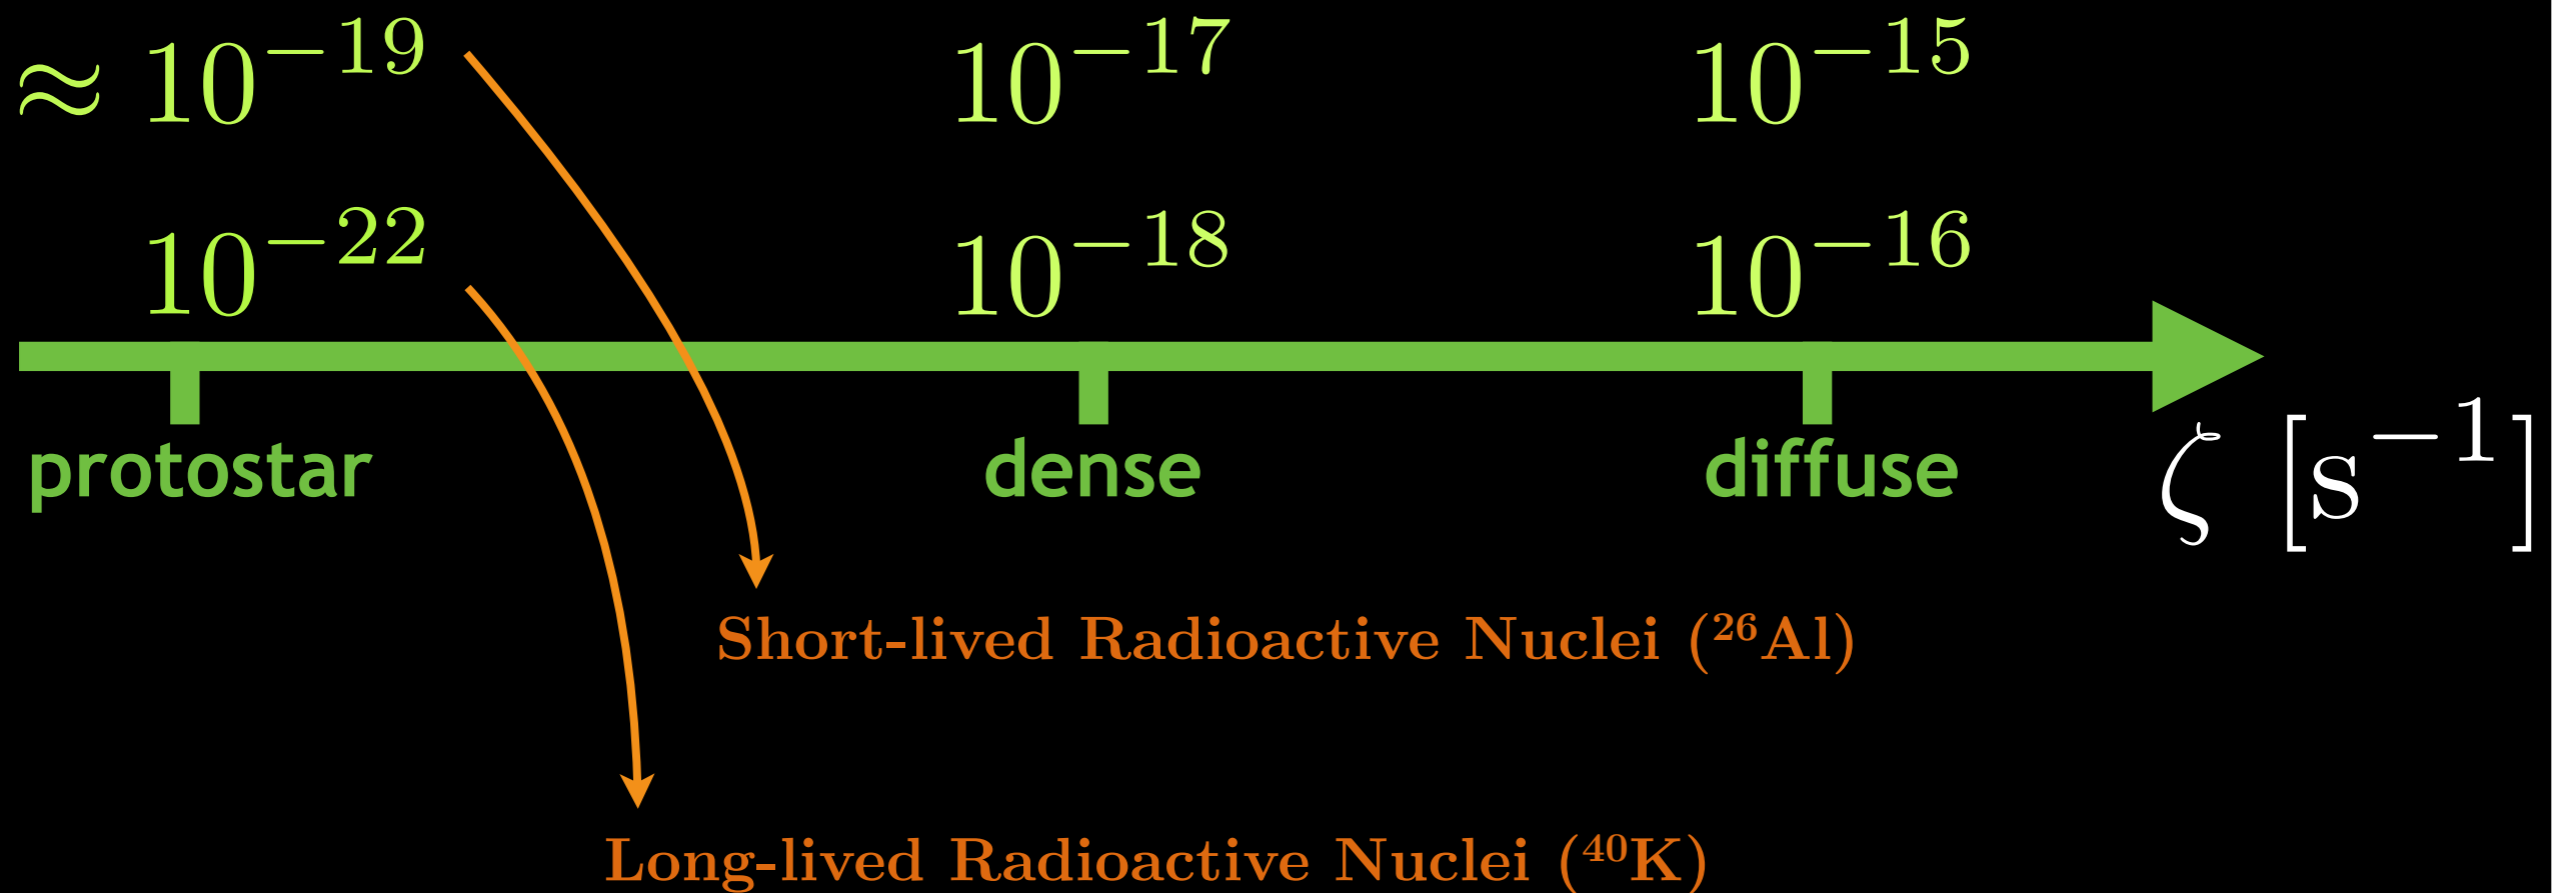 ≈ 10⁻¹⁹ 10⁻¹⁷ 10⁻¹⁵
10⁻²² 10⁻¹⁸ 10⁻¹⁶
protostar dense diffuse ζ [s⁻¹]
Short-lived Radioactive Nuclei (²⁶Al)
Long-lived Radioactive Nuclei (⁴⁰K)